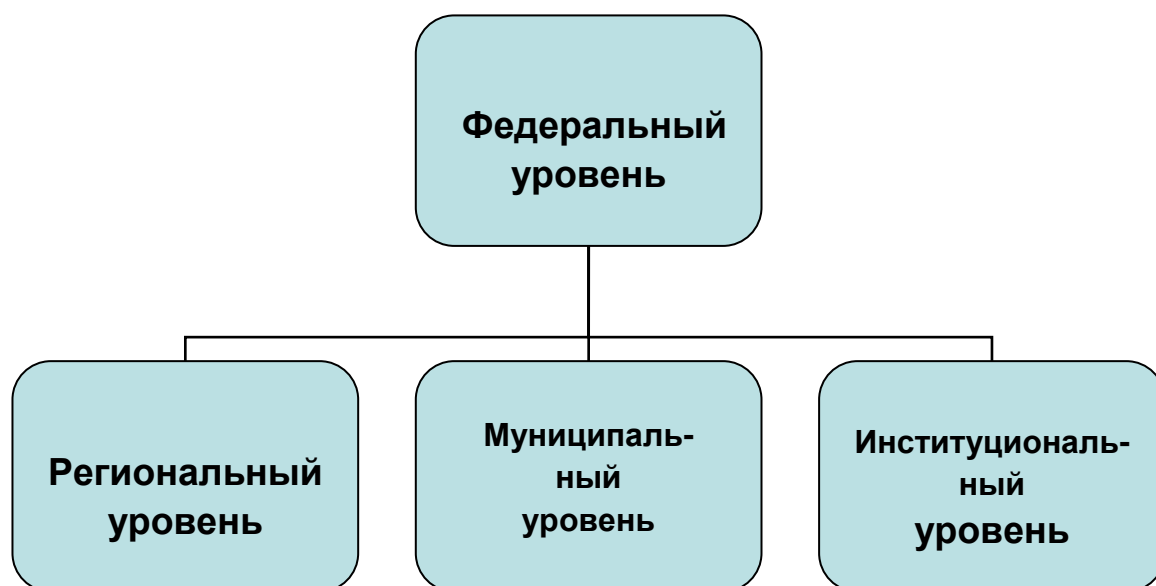 Федеральный
уровень
Региональный
уровень
Муниципаль-
ный
уровень
Институциональ-
ный
уровень